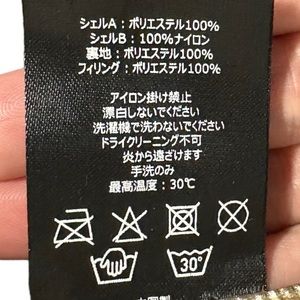 シェルA：ポリエステル100%
シェルB：100%ナイロン
裏地：ポリエステル100%
フィリング：ポリエステル100%
アイロン掛け禁止
漂白しないでください
洗濯機で洗わないでください
ドライクリーニング不可
炎から遠ざけます
手洗のみ
最高温度：30℃
30°